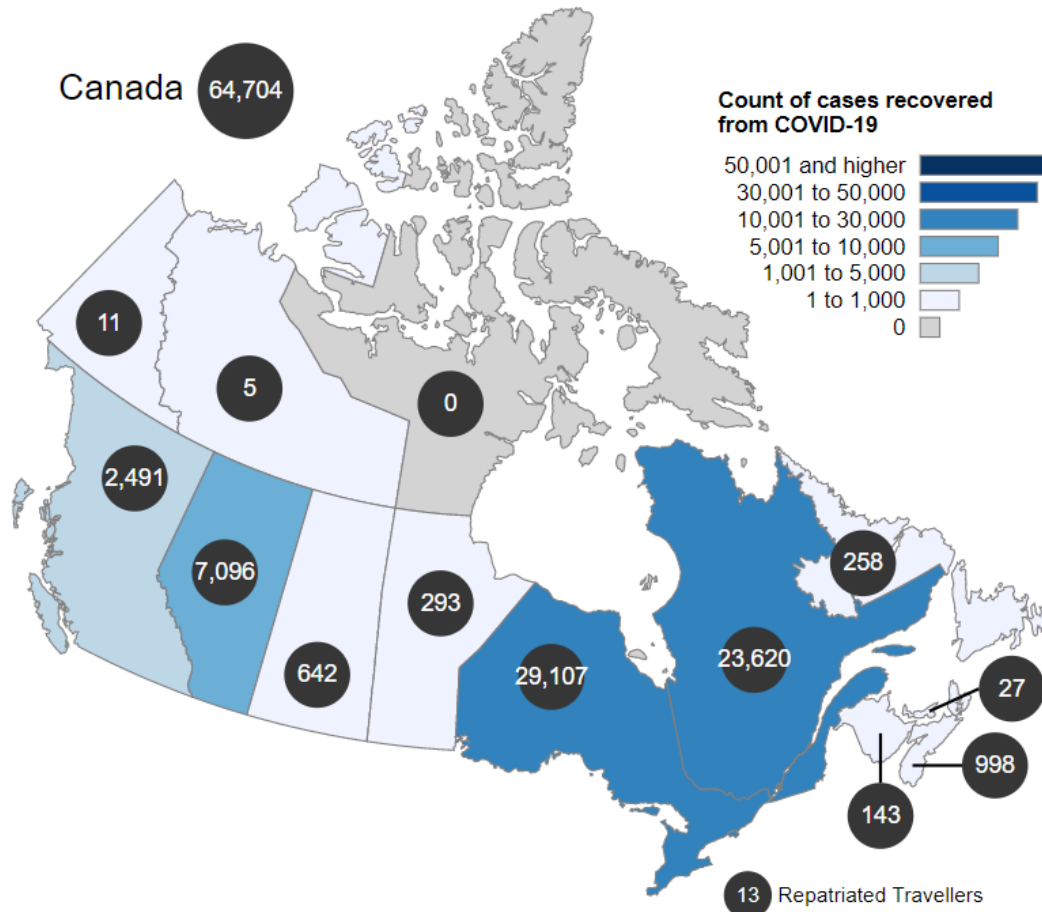 Canada 64,704
Count of cases recovered
from COVID-19
50,001 and higher
30,001 to 50,000
10,001 to 30,000
5,001 to 10,000
1,001 to 5,000
1 to 1,000
0
11
5
0
2,491
7,096
642
293
29,107
23,620
258
27
998
143
13 Repatriated Travellers